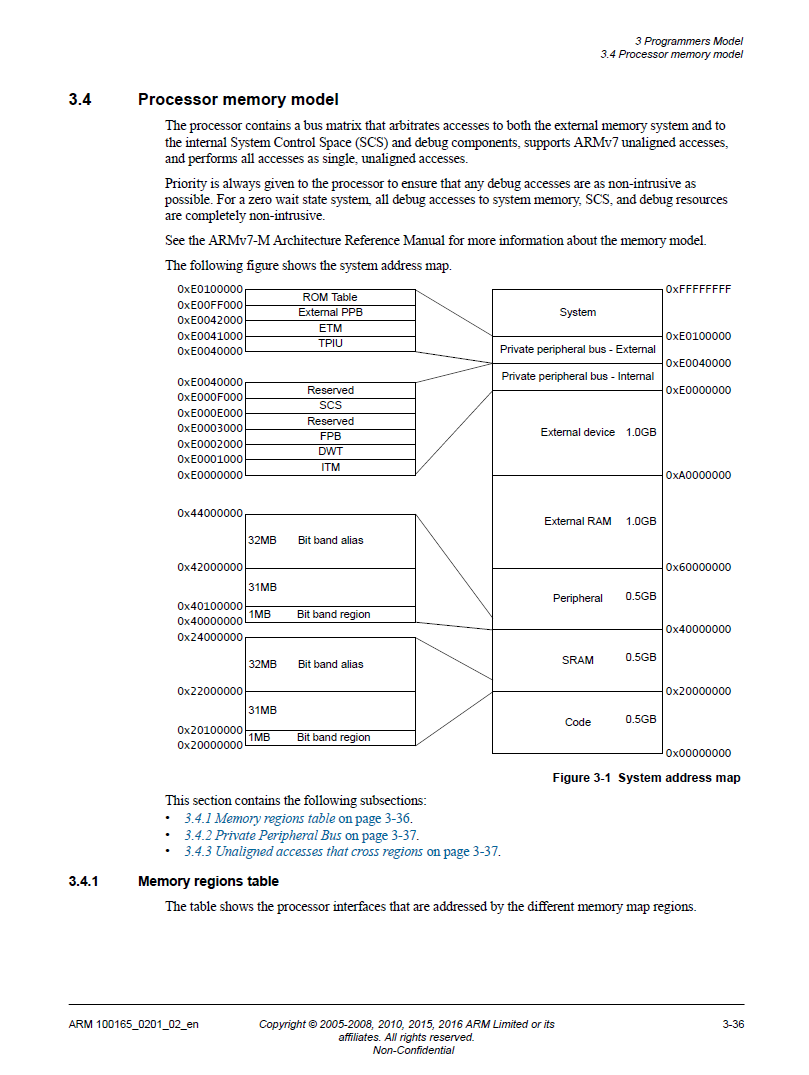 3 Programmers Model
3.4 Processor memory model
3.4 Processor memory model
The processor contains a bus matrix that arbitrates accesses to both the external memory system and to
the internal System Control Space (SCS) and debug components, supports ARMv7 unaligned accesses,
and performs all accesses as single, unaligned accesses.
Priority is always given to the processor to ensure that any debug accesses are as non-intrusive as
possible. For a zero wait state system, all debug accesses to system memory, SCS, and debug resources
are completely non-intrusive.
See the ARMv7-M Architecture Reference Manual for more information about the memory model.
The following figure shows the system address map.
0xE0100000
ROM Table
0xE00FF000
External PPB
0xE0042000
ETM
0xE0041000
TPIU
0xE0040000
0xE0040000
Reserved
0xE000F000
SCS
0xE000E000
Reserved
0xE0003000
FPB
0xE0002000
DWT
0xE0001000
ITM
0xE0000000
0x44000000
32MB Bit band alias
0x42000000
31MB
0x40100000
1MB Bit band region
0x40000000
0x24000000
32MB Bit band alias
0x22000000
31MB
0x20100000
1MB Bit band region
0x20000000
0xFFFFFFFF
System
0xE0100000
Private peripheral bus - External
0xE0040000
Private peripheral bus - Internal
0xE0000000
External device 1.0GB
0xA0000000
External RAM 1.0GB
0x60000000
Peripheral 0.5GB
0x40000000
SRAM 0.5GB
0x20000000
Code 0.5GB
0x00000000
Figure 3-1 System address map
This section contains the following subsections:
• 3.4.1 Memory regions table on page 3-36.
• 3.4.2 Private Peripheral Bus on page 3-37.
• 3.4.3 Unaligned accesses that cross regions on page 3-37.
3.4.1 Memory regions table
The table shows the processor interfaces that are addressed by the different memory map regions.
ARM 100165_0201_02_en Copyright © 2005-2008, 2010, 2015, 2016 ARM Limited or its 3-36
affiliates. All rights reserved.
Non-Confidential